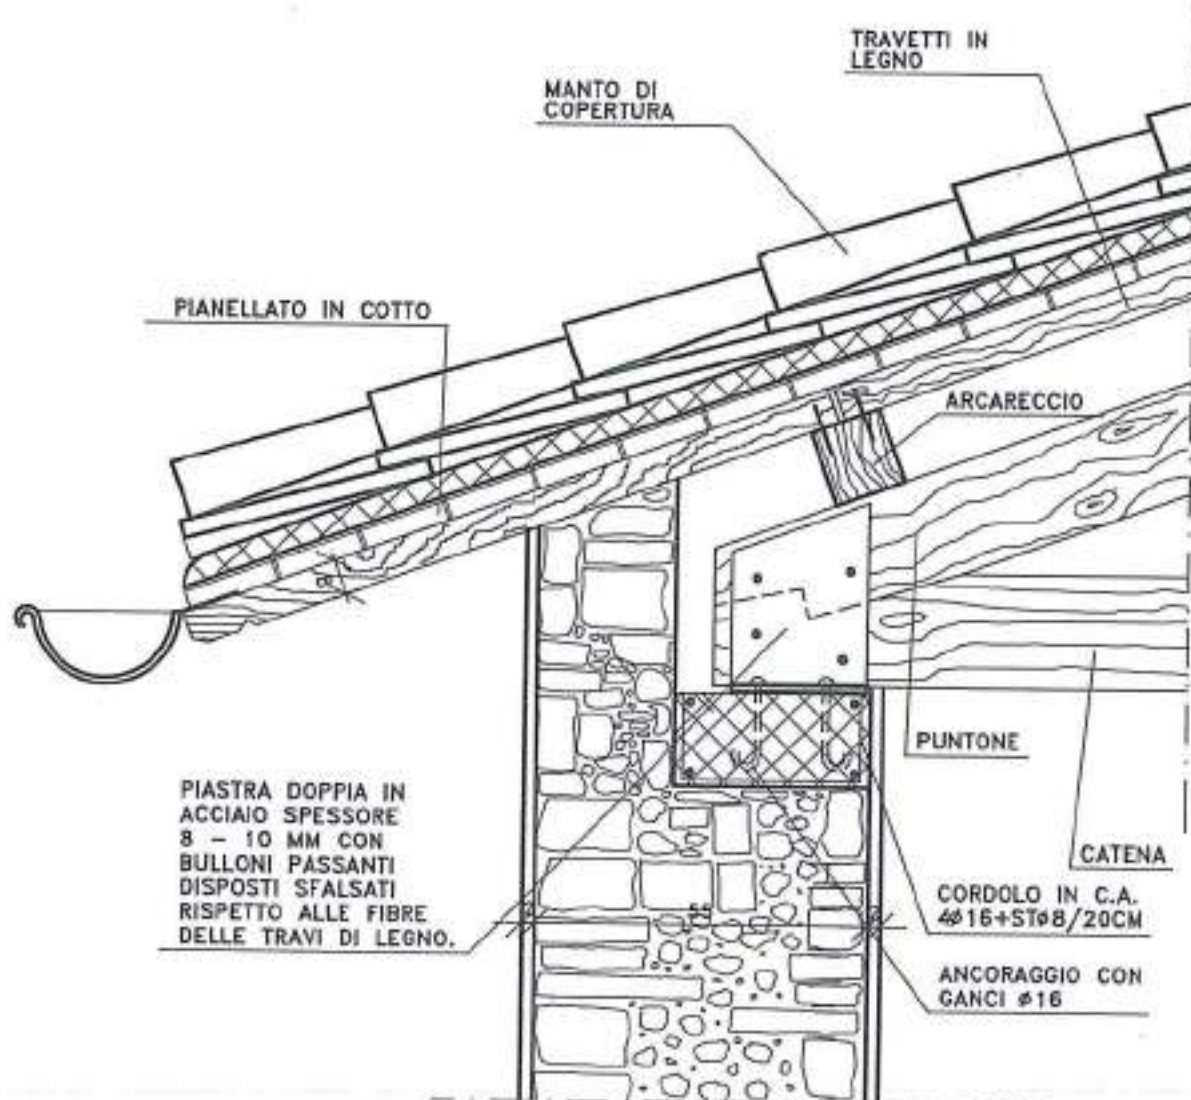 TRAVETTI IN
LEGNO
MANTO DI
COPERTURA
PIANELLATO IN COTTO
ARCARECCIO
PUNTONE
CATENA
PIASTRA DOPPIA IN
ACCIAIO SPESSORE
8 - 10 MM CON
BULLONI PASSANTI
DISPOSTI SFALSATI
RISPETTO ALLE FIBRE
DELLE TRAVI DI LEGNO.
55
CORDOLO IN C.A.
4ø16+STø8/20CM
ANCORAGGIO CON
GANCI ø16